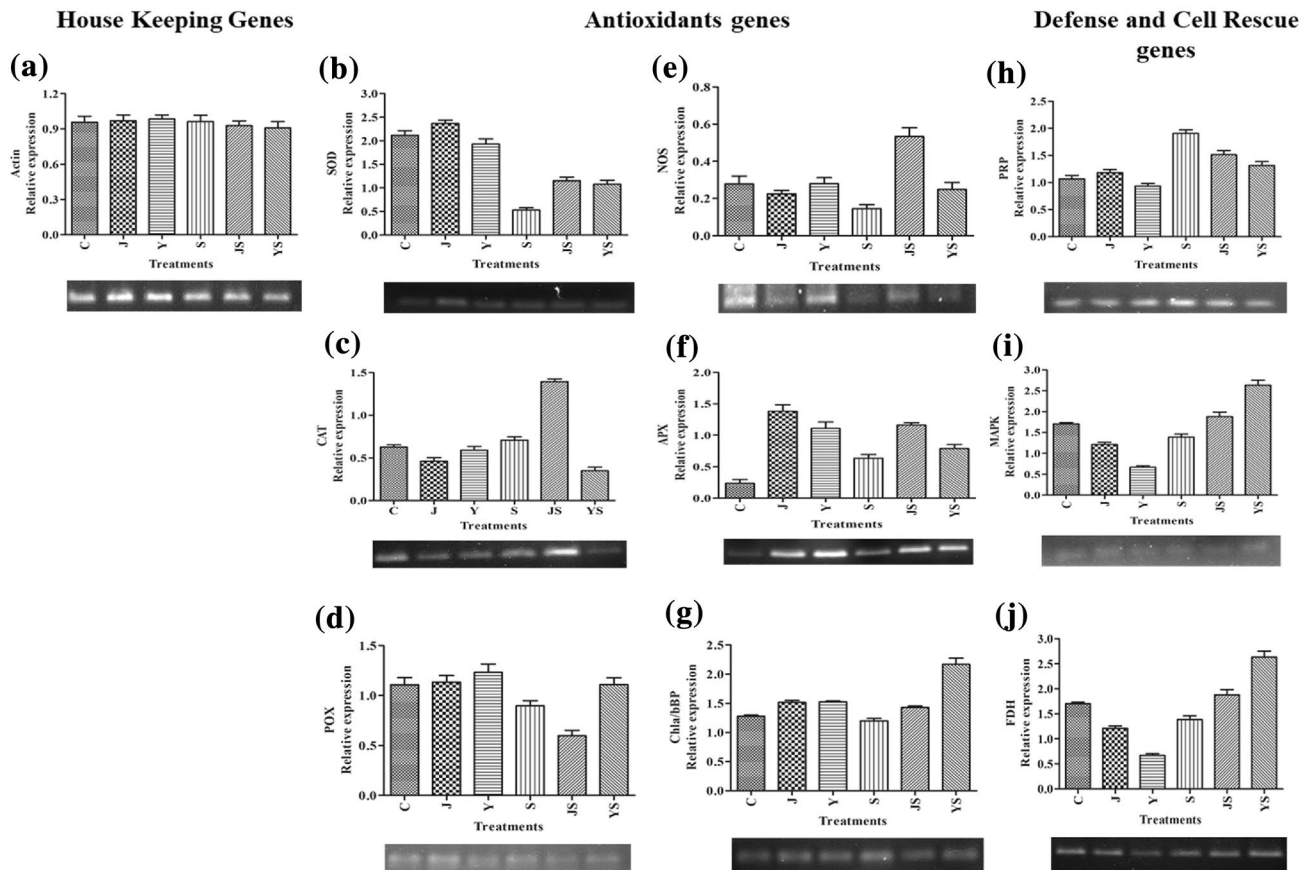 House Keeping Genes
Antioxidants genes
Defense and Cell Rescue
genes
(a)
Actin
Relative expression
1.2
0.9
0.6
0.3
0.0
C
J
Y
S
JS
YS
Treatments
(b)
SOD
Relative expression
3.0
2.5
2.0
1.5
1.0
0.5
0.0
C
J
Y
S
JS
YS
Treatments
(e)
NOS
Relative expression
0.8
0.6
0.4
0.2
0.0
C
J
Y
S
JS
YS
Treatments
(h)
PRP
Relative expression
2.5
2.0
1.5
1.0
0.5
0.0
C
J
Y
S
JS
YS
Treatments
(c)
CAT
Relative expression
1.5
1.0
0.5
0.0
C
J
Y
S
JS
YS
Treatments
(f)
APX
Relative expression
2.0
1.5
1.0
0.5
0.0
C
J
Y
S
JS
YS
Treatments
(i)
MAPK
Relative expression
3.0
2.5
2.0
1.5
1.0
0.5
0.0
C
J
Y
S
JS
YS
Treatments
(d)
POX
Relative expression
1.5
1.0
0.5
0.0
C
J
Y
S
JS
YS
Treatments
(g)
Chla/bBP
Relative expression
2.5
2.0
1.5
1.0
0.5
0.0
C
J
Y
S
JS
YS
Treatments
(j)
FDH
Relative expression
3.0
2.5
2.0
1.5
1.0
0.5
0.0
C
J
Y
S
JS
YS
Treatments